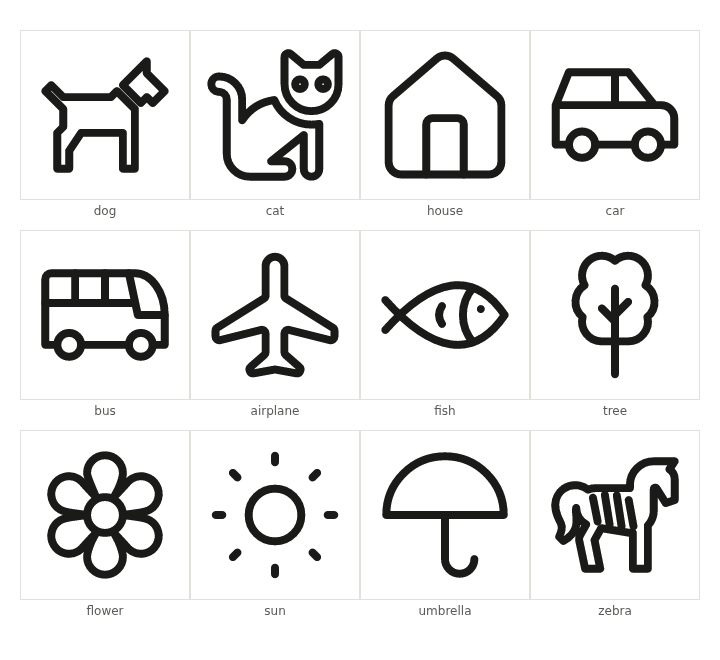 dog
cat
house
car
bus
airplane
fish
tree
flower
sun
umbrella
zebra